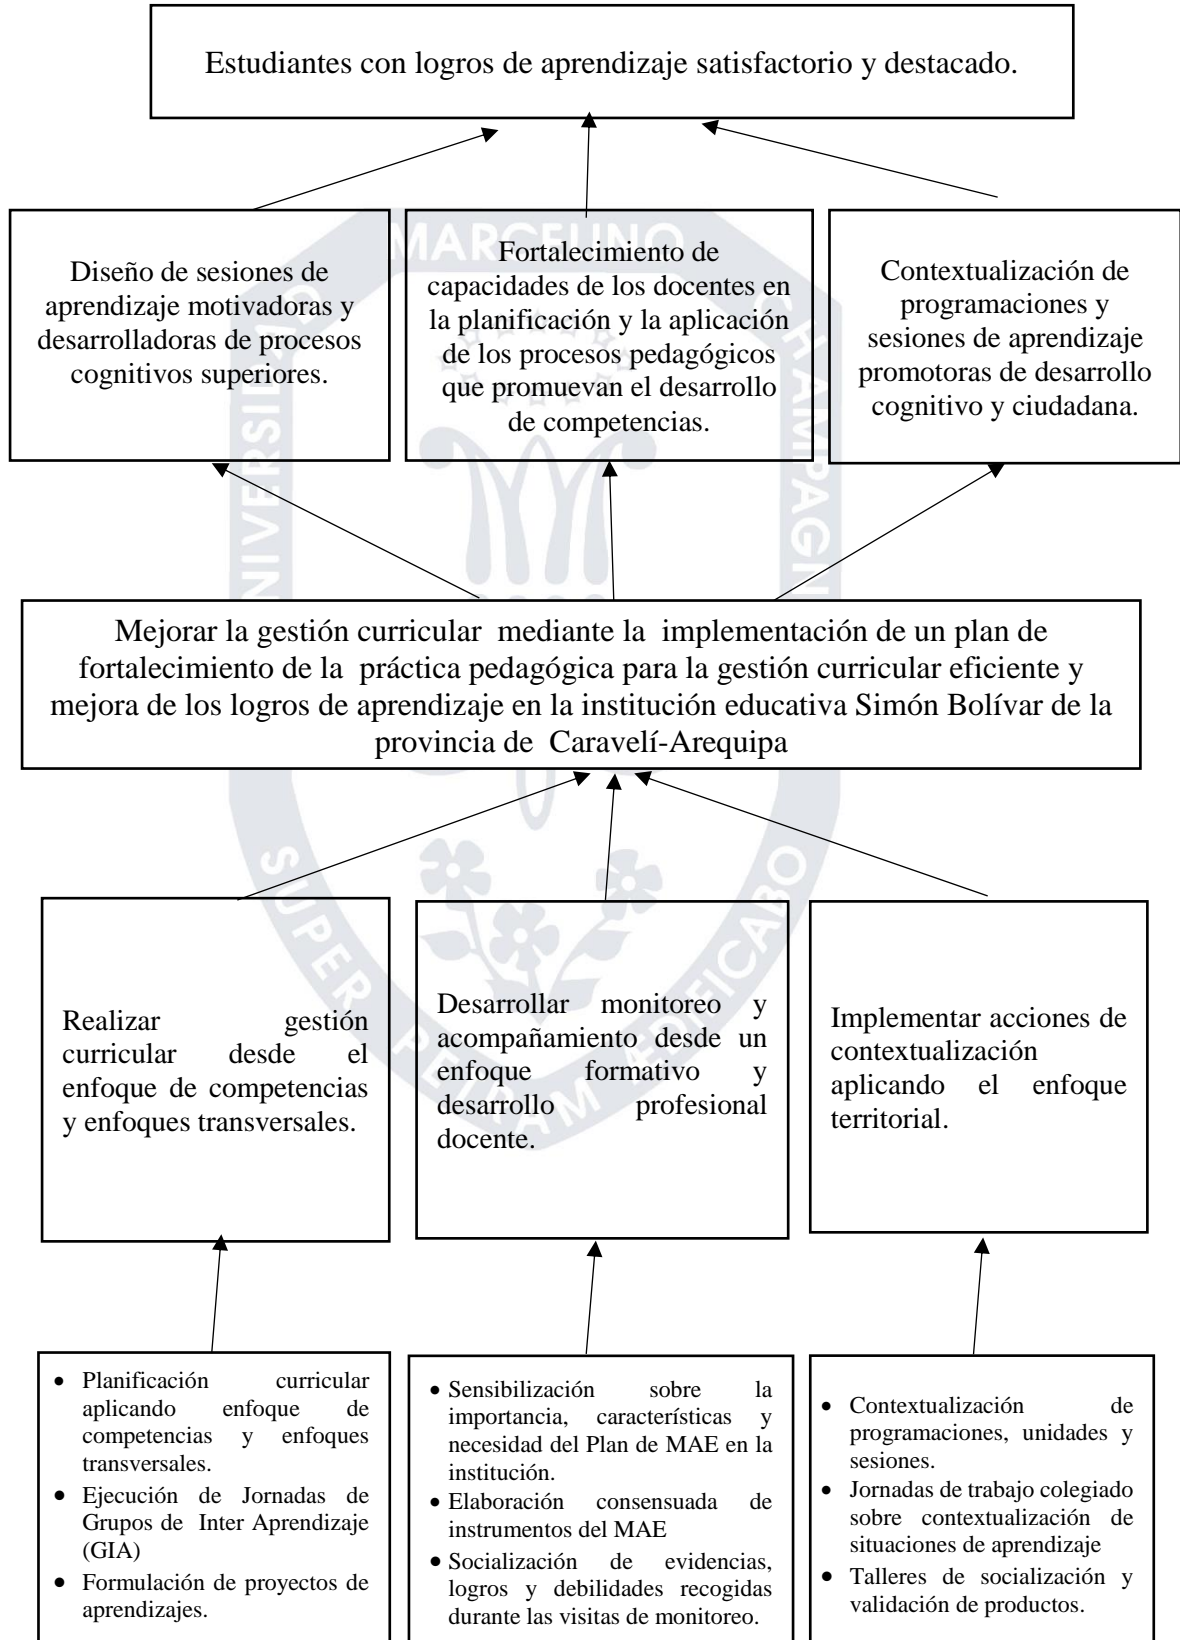 Estudiantes con logros de aprendizaje satisfactorio y destacado.
Diseño de sesiones de
aprendizaje motivadoras y
desarrolladoras de procesos
cognitivos superiores.
Fortalecimiento de
capacidades de los docentes en
la planificación y la aplicación
de los procesos pedagógicos
que promuevan el desarrollo
de competencias.
Contextualización de
programaciones y
sesiones de aprendizaje
promotoras de desarrollo
cognitivo y ciudadana.
Mejorar la gestión curricular mediante la implementación de un plan de
fortalecimiento de la práctica pedagógica para la gestión curricular eficiente y
mejora de los logros de aprendizaje en la institución educativa Simón Bolívar de la
provincia de Caravelí-Arequipa
Realizar gestión
curricular desde el
enfoque de competencias
y enfoques transversales.
Desarrollar monitoreo y
acompañamiento desde un
enfoque formativo y
desarrollo profesional
docente.
Implementar acciones de
contextualización
aplicando el enfoque
territorial.
• Planificación curricular
aplicando enfoque de
competencias y enfoques
transversales.
• Ejecución de Jornadas de
Grupos de Inter Aprendizaje
(GIA)
• Formulación de proyectos de
aprendizajes.
• Sensibilización sobre la
importancia, características y
necesidad del Plan de MAE en la
institución.
• Elaboración consensuada de
instrumentos del MAE
• Socialización de evidencias,
logros y debilidades recogidas
durante las visitas de monitoreo.
• Contextualización de
programaciones, unidades y
sesiones.
• Jornadas de trabajo colegiado
sobre contextualización de
situaciones de aprendizaje
• Talleres de socialización y
validación de productos.
MARCELINO
SUPER PETRAM ÆDIFICABO